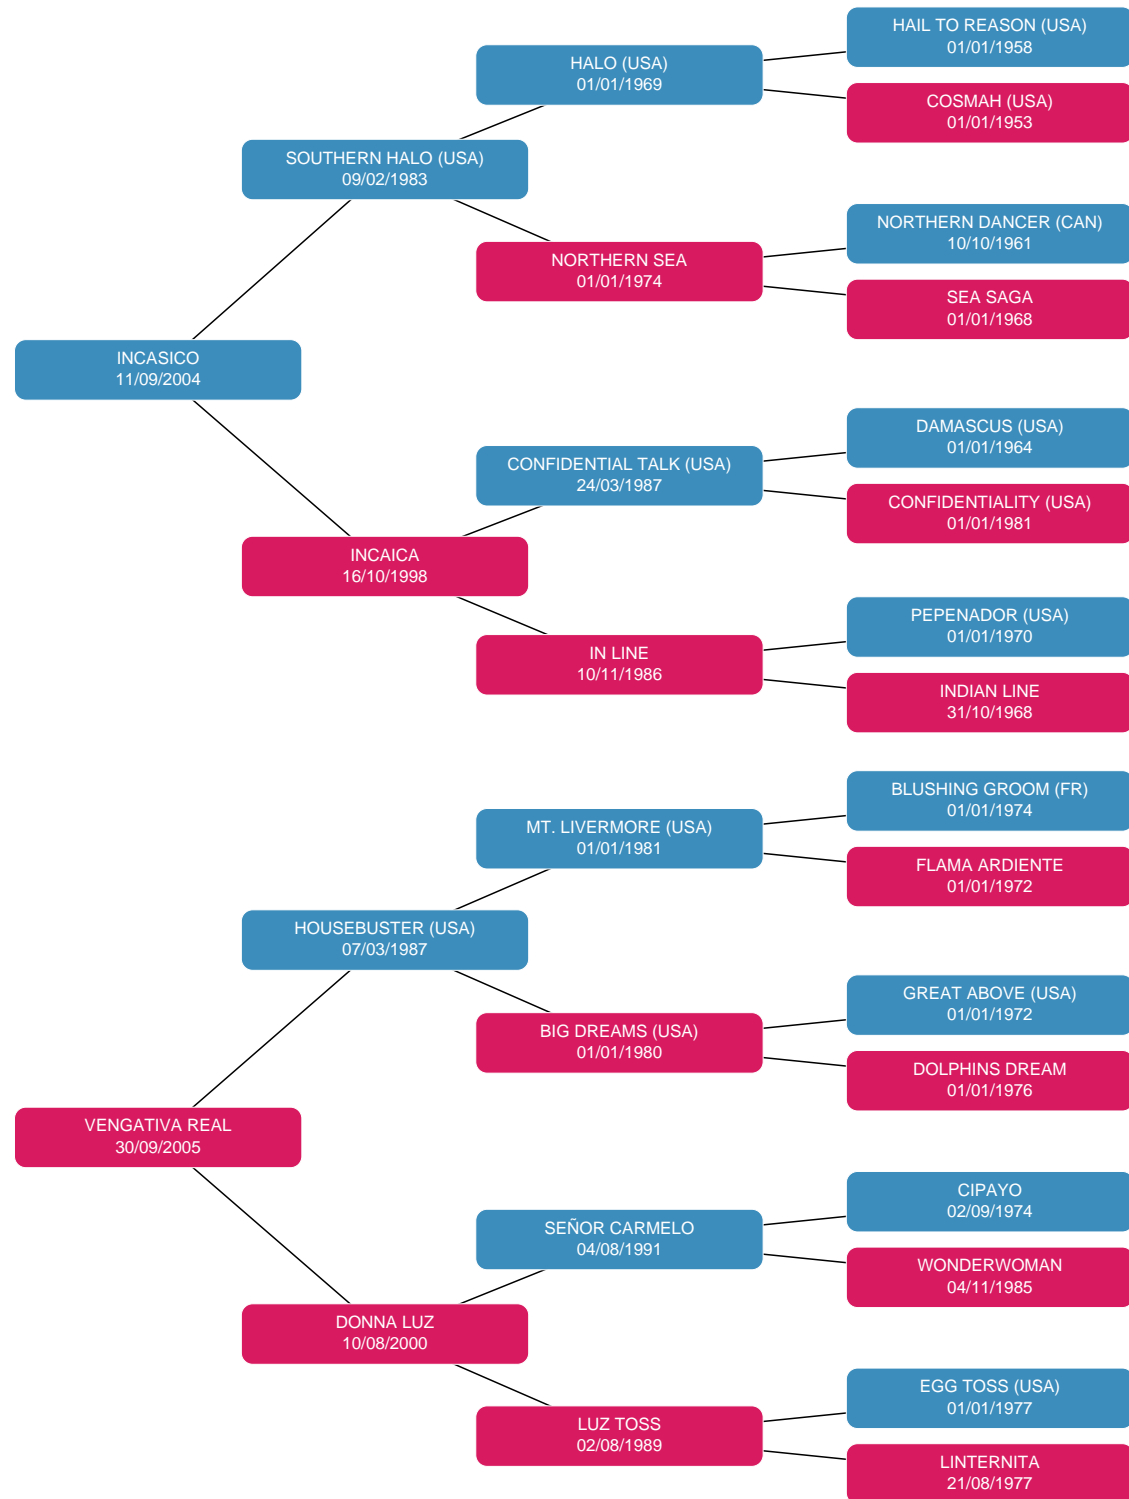 HAIL TO REASON (USA)
01/01/1958
HALO (USA)
01/01/1969
COSMAH (USA)
01/01/1953
SOUTHERN HALO (USA)
09/02/1983
NORTHERN DANCER (CAN)
10/10/1961
NORTHERN SEA
01/01/1974
SEA SAGA
01/01/1968
INCASICO
11/09/2004
DAMASCUS (USA)
01/01/1964
CONFIDENTIAL TALK (USA)
24/03/1987
CONFIDENTIALITY (USA)
01/01/1981
INCAICA
16/10/1998
PEPENADOR (USA)
01/01/1970
IN LINE
10/11/1986
INDIAN LINE
31/10/1968
BLUSHING GROOM (FR)
01/01/1974
MT. LIVERMORE (USA)
01/01/1981
FLAMA ARDIENTE
01/01/1972
HOUSEBUSTER (USA)
07/03/1987
GREAT ABOVE (USA)
01/01/1972
BIG DREAMS (USA)
01/01/1980
DOLPHINS DREAM
01/01/1976
VENGATIVA REAL
30/09/2005
CIPAYO
02/09/1974
SEÑOR CARMELO
04/08/1991
WONDERWOMAN
04/11/1985
DONNA LUZ
10/08/2000
EGG TOSS (USA)
01/01/1977
LUZ TOSS
02/08/1989
LINTERNITA
21/08/1977